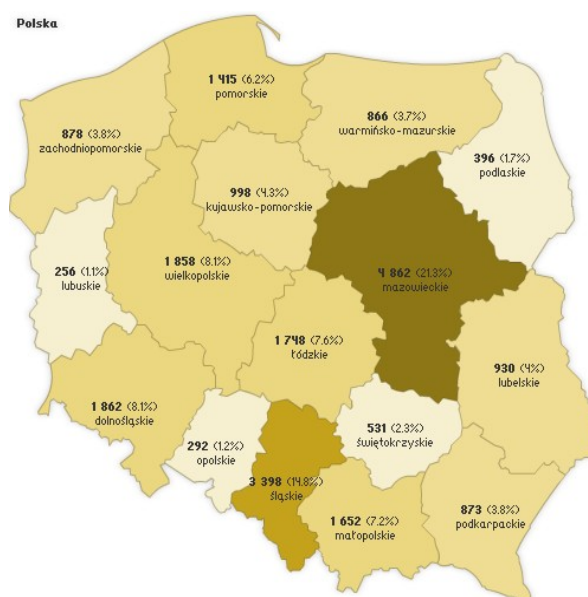 Polska
1 415 (6.2%)
pomorskie
866 (3.7%)
warmińsko-mazurskie
878 (3.8%)
zachodniopomorskie
396 (1.7%)
podlaskie
998 (4.3%)
kujawsko-pomorskie
256 (1.1%)
lubuskie
1 858 (8.1%)
wielkopolskie
4 862 (21.3%)
mazowieckie
1 748 (7.6%)
łódzkie
930 (4%)
lubelskie
1 862 (8.1%)
dolnośląskie
292 (1.2%)
opolskie
531 (2.3%)
świętokrzyskie
3 398 (14.8%)
śląskie
1 652 (7.2%)
małopolskie
873 (3.8%)
podkarpackie